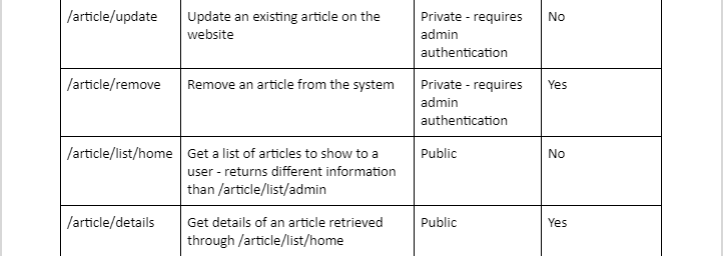 /article/update Update an existing article on the Private - requires No
website admin
authentication
/article/remove Remove an article from the system Private - requires Yes
admin
authentication
/article/list/home Get a list of articles to show to a Public No
user - returns different information
than /article/list/admin
/article/details Get details of an article retrieved Public Yes
through /article/list/home